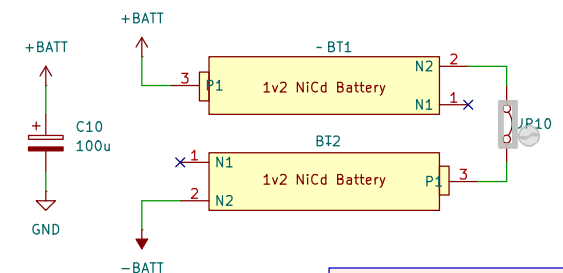 +BATT
~ BT1
+BATT
N2 2
3 P1
1v2 NiCd Battery
N1 1
+ C10
100u
JP10
BT2
1 N1
1v2 NiCd Battery
P1 3
2 N2
GND
−BATT